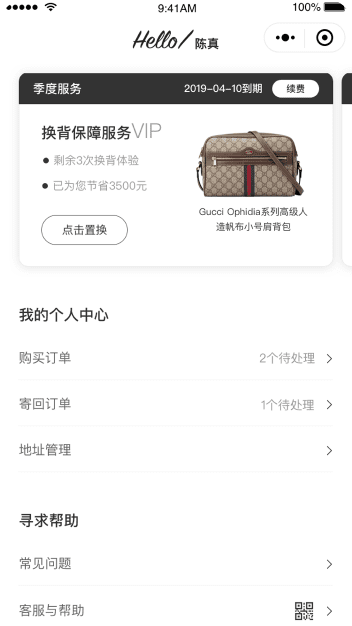 9:41AM
100%
Hello/ 陈真
季度服务
2019-04-10到期
续费
换背保障服务VIP
剩余3次换背体验
已为您节省3500元
点击置换
Gucci Ophidia系列高级人
造帆布小号肩背包
我的个人中心
购买订单
2个待处理
寄回订单
1个待处理
地址管理
寻求帮助
常见问题
客服与帮助